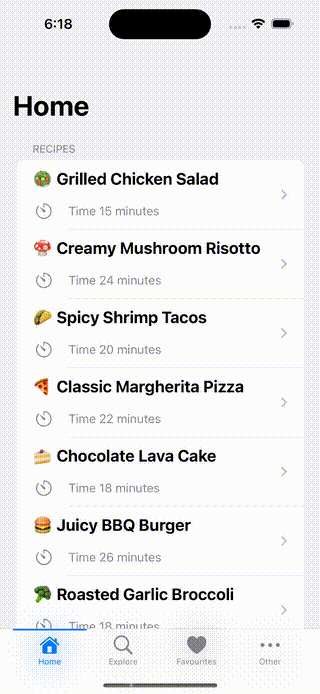 6:18
Home
RECIPES
Grilled Chicken Salad
Time 15 minutes
Creamy Mushroom Risotto
Time 24 minutes
Spicy Shrimp Tacos
Time 20 minutes
Classic Margherita Pizza
Time 22 minutes
Chocolate Lava Cake
Time 18 minutes
Juicy BBQ Burger
Time 26 minutes
Roasted Garlic Broccoli
Time 18 minutes
Home Explore Favourites Other